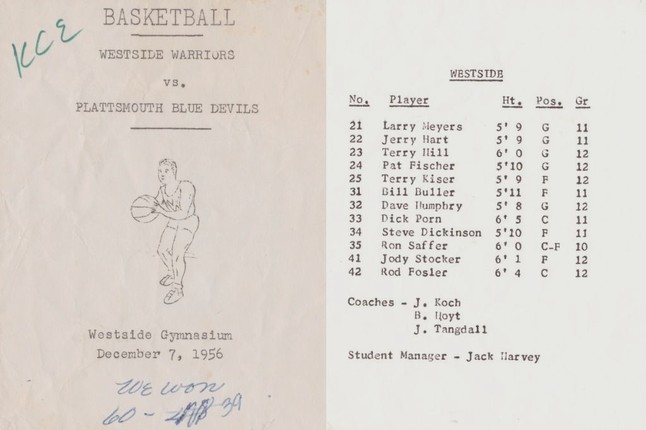 BASKETBALL
KCE
WESTSIDE WARRIORS
vs.
PLATTSMOUTH BLUE DEVILS
Westside Gymnasium
December 7, 1956
WE WON
60 - 39
WESTSIDE
No. Player Ht. Pos. Gr
21 Larry Meyers 5' 9 G 11
22 Jerry Hart 5' 9 G 11
23 Terry Hill 6' 0 G 12
24 Pat Fischer 5'10 G 12
25 Terry Kiser 5' 9 F 12
31 Bill Buller 5'11 F 11
32 Dave Humphry 5' 8 G 12
33 Dick Porn 6' 5 C 11
34 Steve Dickinson 5'10 F 11
35 Ron Saffer 6' 0 C-F 10
41 Jody Stocker 6' 1 F 12
42 Rod Fosler 6' 4 C 12
Coaches - J. Koch
B. Hoyt
J. Tangdall
Student Manager - Jack Harvey